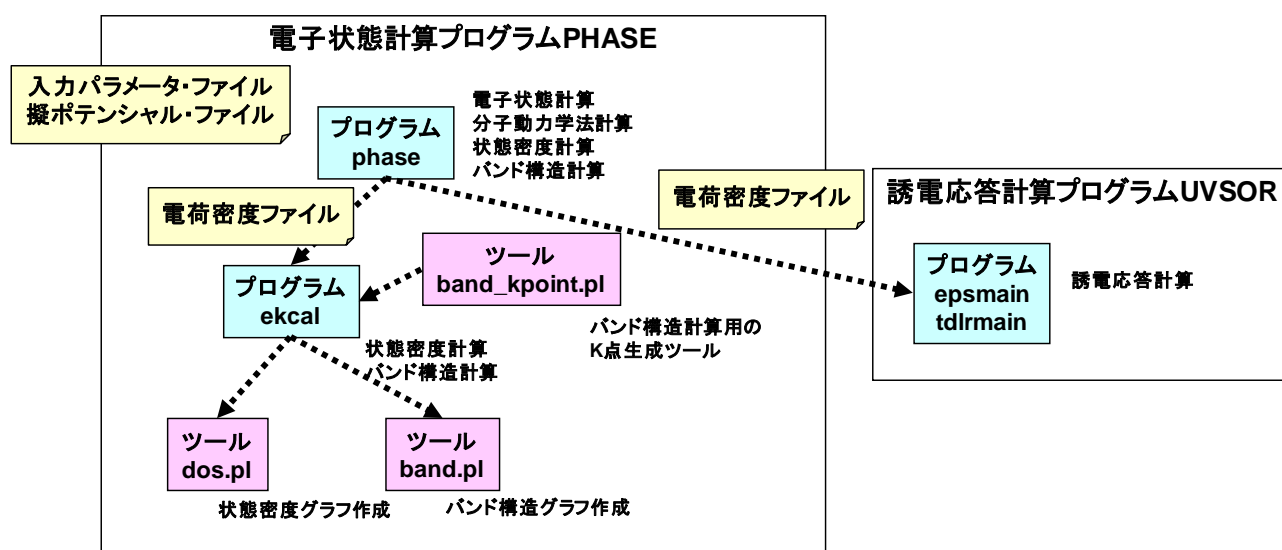 電子状態計算プログラムPHASE
入力パラメータ・ファイル
擬ポテンシャル・ファイル
プログラム
phase
電子状態計算
分子動力学法計算
状態密度計算
バンド構造計算
電荷密度ファイル
電荷密度ファイル
誘電応答計算プログラムUVSOR
プログラム
epsmain
tdlrmain
誘電応答計算
プログラム
ekcal
ツール
band_kpoint.pl
バンド構造計算用の
K点生成ツール
状態密度計算
バンド構造計算
ツール
dos.pl
状態密度グラフ作成
ツール
band.pl
バンド構造グラフ作成